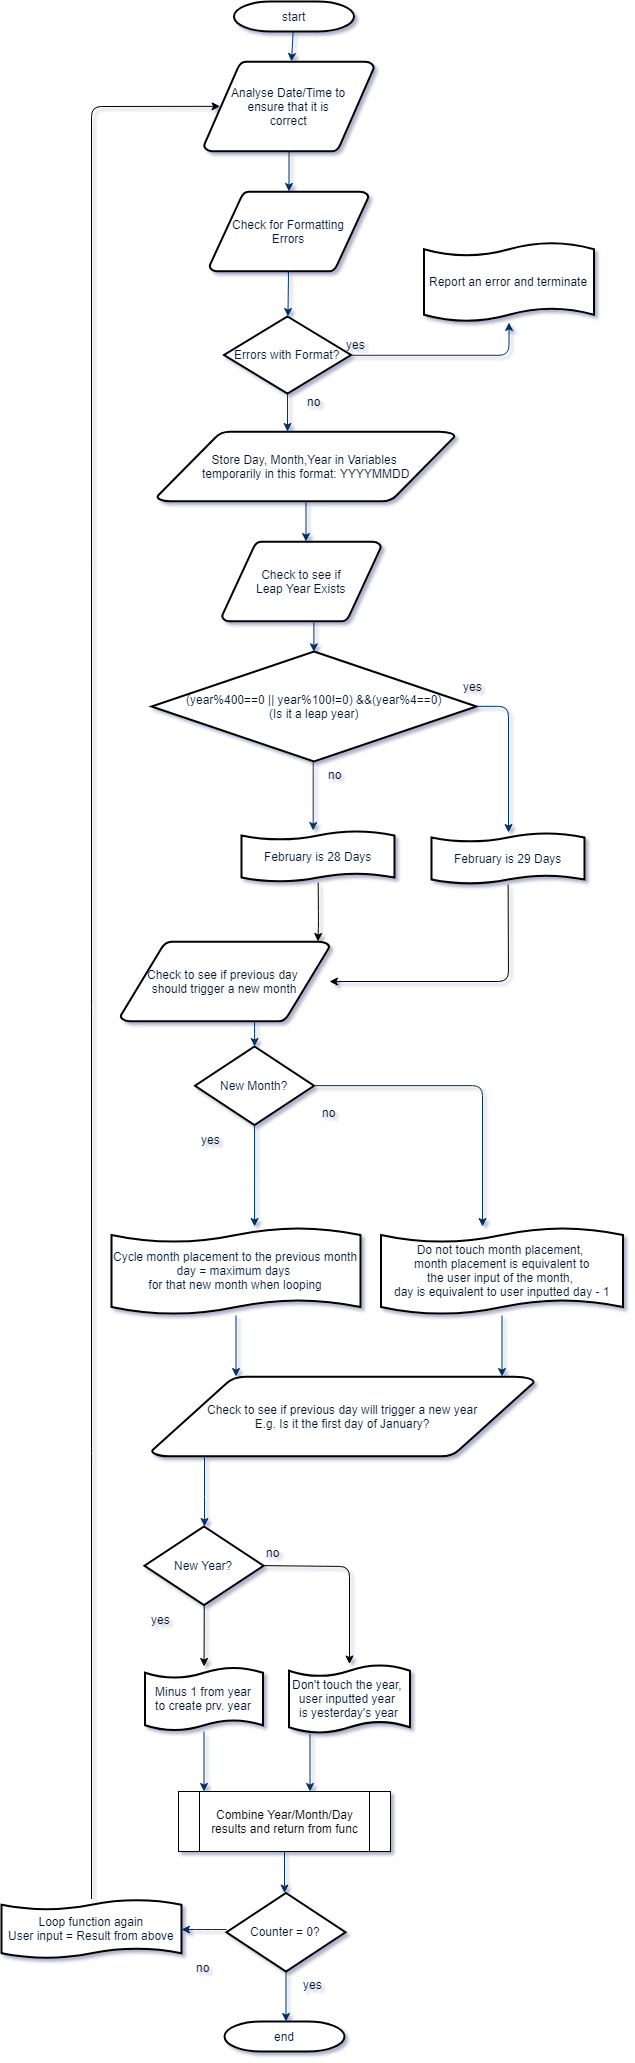 start
Analyse Date/Time to
ensure that it is
correct
Check for Formatting
Errors
Report an error and terminate
Errors with Format?
yes
no
Store Day, Month,Year in Variables
temporarily in this format: YYYYMMDD
Check to see if
Leap Year Exists
yes
(year%400==0 || year%100!=0) &&(year%4==0)
(Is it a leap year)
no
February is 28 Days
February is 29 Days
Check to see if previous day
should trigger a new month
New Month?
no
yes
Cycle month placement to the previous month
day = maximum days
for that new month when looping
Do not touch month placement,
month placement is equivalent to
the user input of the month,
day is equivalent to user inputted day - 1
Check to see if previous day will trigger a new year
E.g. Is it the first day of January?
New Year?
no
yes
Minus 1 from year
to create prv. year
Don't touch the year,
user inputted year
is yesterday's year
Combine Year/Month/Day
results and return from func
Loop function again
User input = Result from above
Counter = 0?
no
yes
end